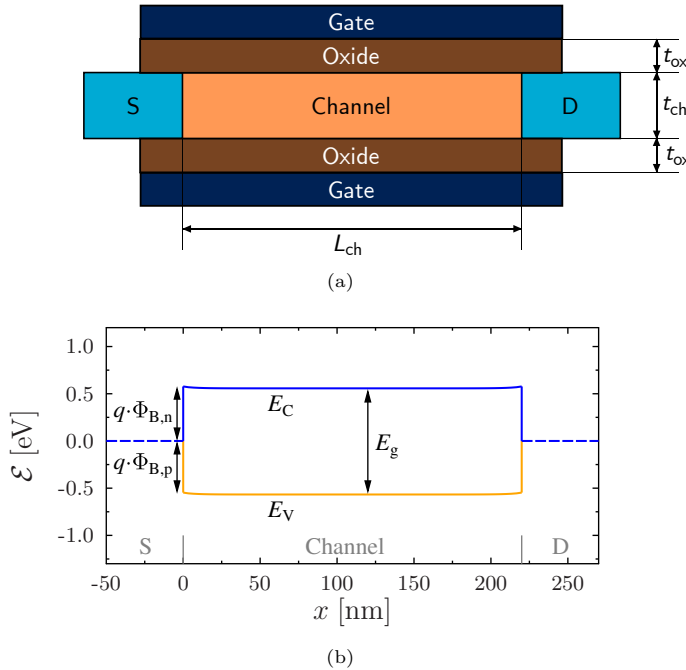 Gate
Oxide
t_ox
S Channel D
t_ch
Oxide
t_ox
Gate
L_ch
(a)
1.0
0.5
q·Φ_B,n
E_C
E_g
0.0
q·Φ_B,p
-0.5
E_V
-1.0
ℰ [eV]
S Channel D
-50 0 50 100 150 200 250
x [nm]
(b)